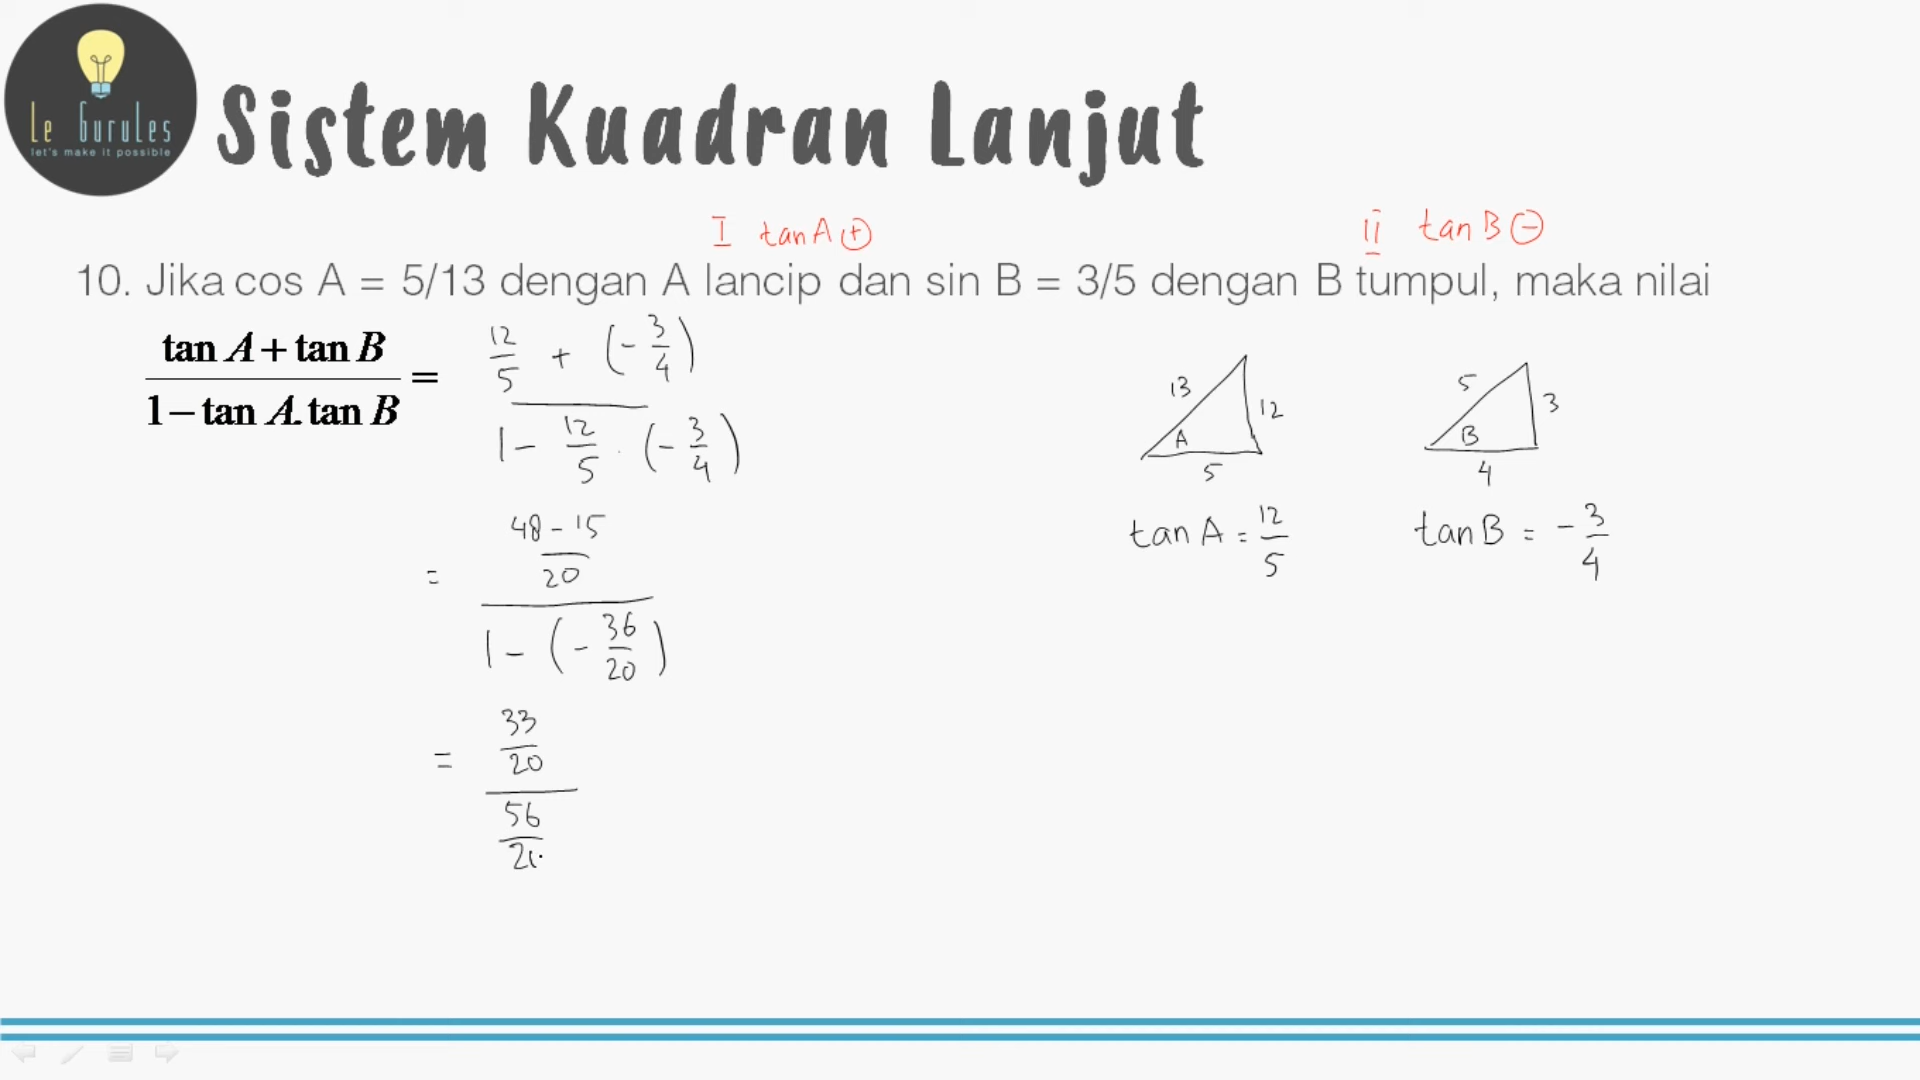 Le Gurules
let's make it possible
Sistem Kuadran Lanjut
I tan A (+)
II tan B (-)
10. Jika cos A = 5/13 dengan A lancip dan sin B = 3/5 dengan B tumpul, maka nilai
tan A + tan B
1 – tan A. tan B
=
12/5 + (- 3/4)
1 - 12/5 . (- 3/4)
13
12
A
5
5
3
B
4
tan A = 12/5
tan B = - 3/4
=
48 - 15
20
1 - (- 36/20)
=
33
20
56